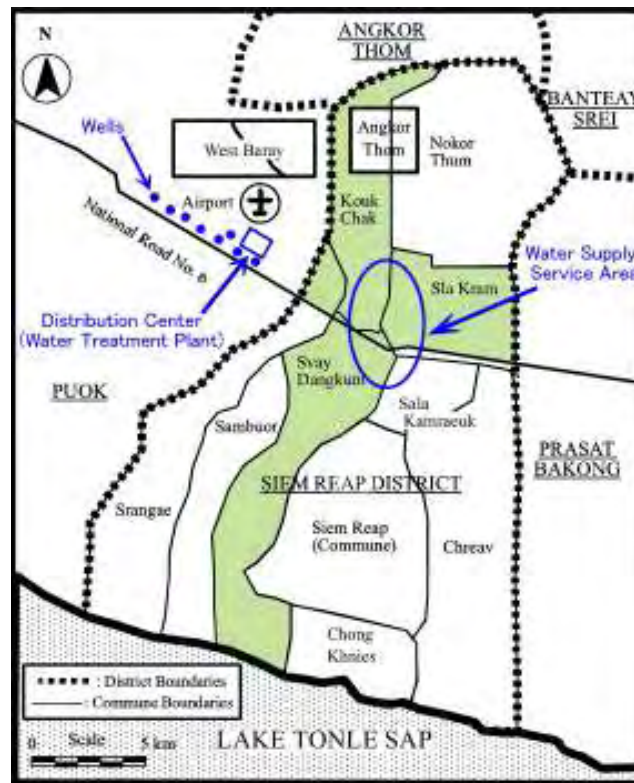 ANGKOR
THOM
N
BANTEAY
SREI
Wells
West Baray
Angkor
Thom
Nokor
Thum
Airport
Kouk
Chak
National Road No. 6
Water Supply
Service Area
Sla Kram
Distribution Center
(Water Treatment Plant)
Svay
Dangkum
PUOK
Sambuor
Sala
Kamraeuk
PRASAT
BAKONG
SIEM REAP DISTRICT
Srangae
Siem Reap
(Commune)
Chreav
Chong
Khnies
: District Boundaries
: Commune Boundaries
0 Scale 5 km
LAKE TONLE SAP